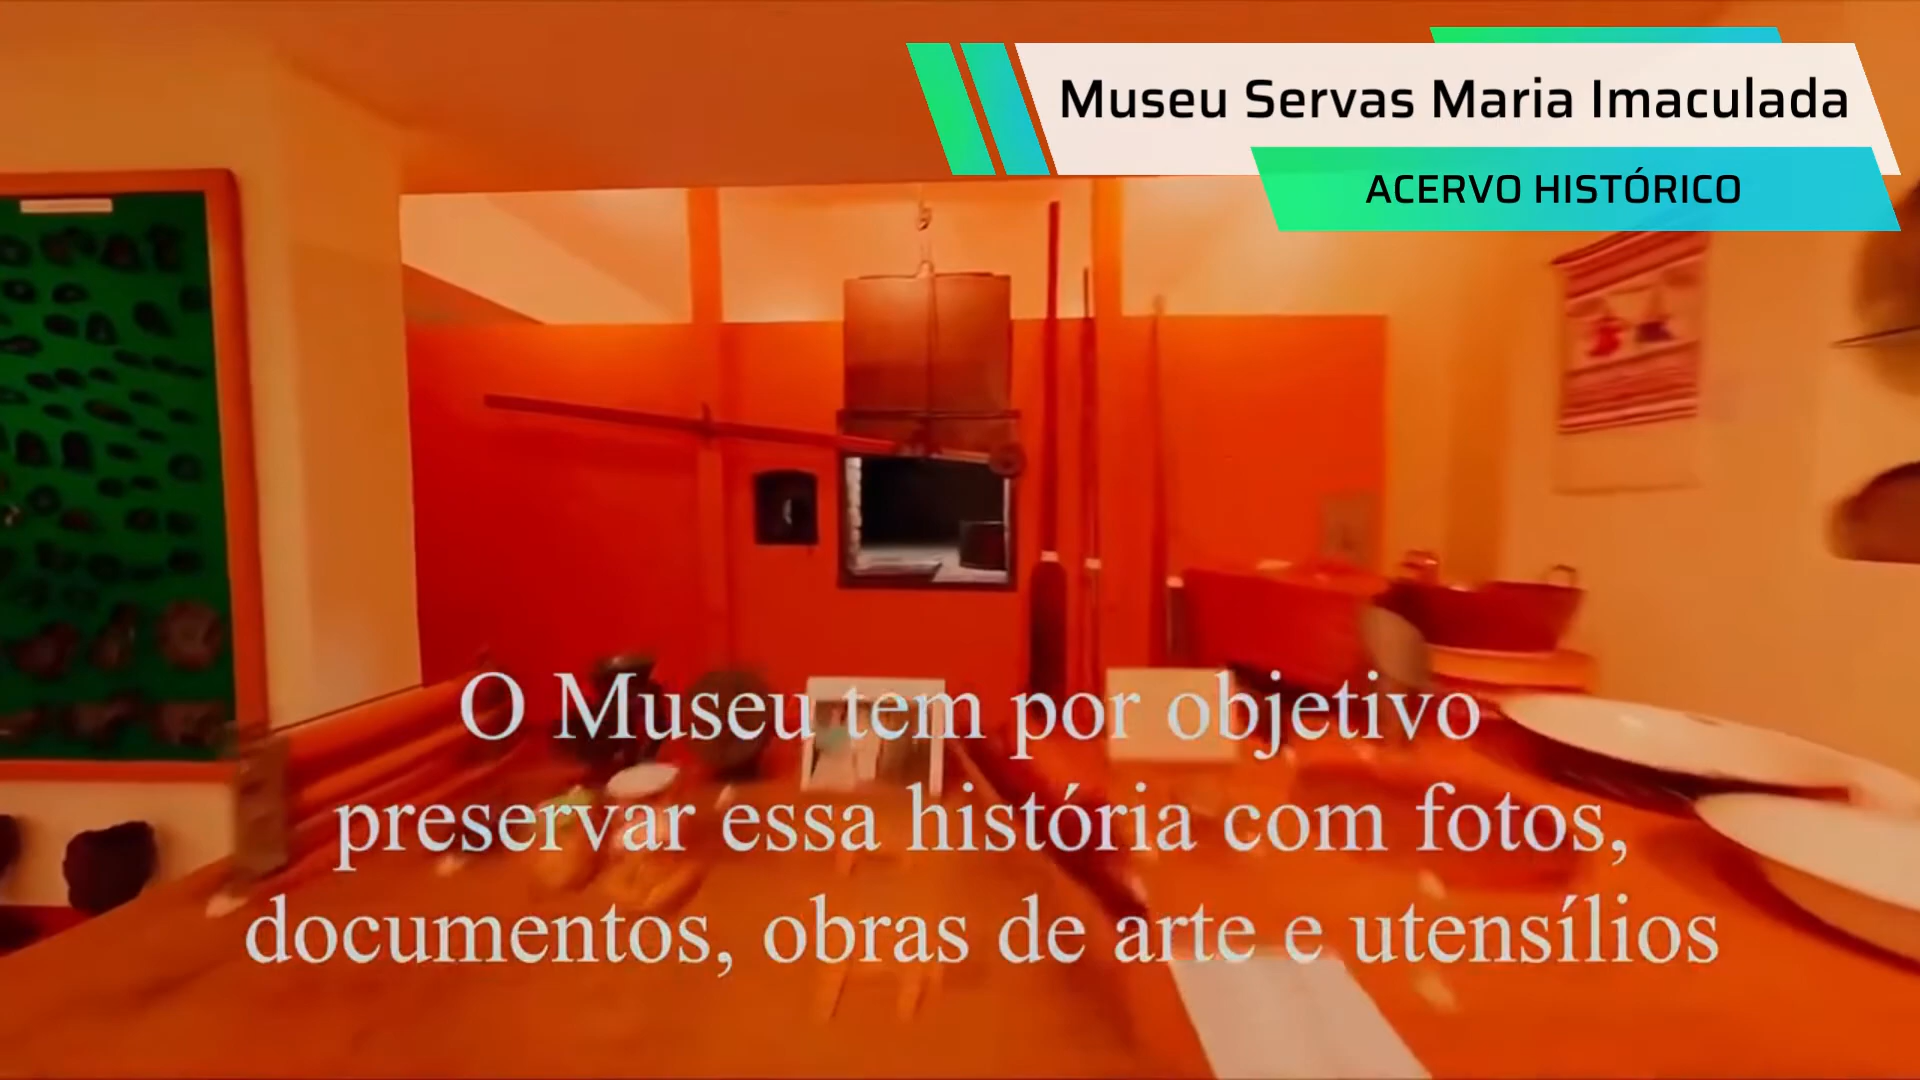 Museu Servas Maria Imaculada
ACERVO HISTÓRICO
O Museu tem por objetivo
preservar essa história com fotos,
documentos, obras de arte e utensílios